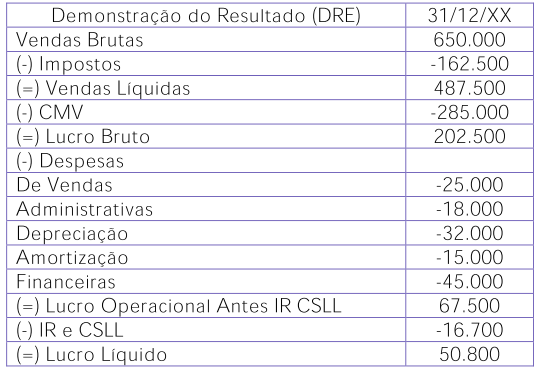 Demonstração do Resultado (DRE) 31/12/XX
Vendas Brutas 650.000
(-) Impostos -162.500
(=) Vendas Líquidas 487.500
(-) CMV -285.000
(=) Lucro Bruto 202.500
(-) Despesas
De Vendas -25.000
Administrativas -18.000
Depreciação -32.000
Amortização -15.000
Financeiras -45.000
(=) Lucro Operacional Antes IR CSLL 67.500
(-) IR e CSLL -16.700
(=) Lucro Líquido 50.800